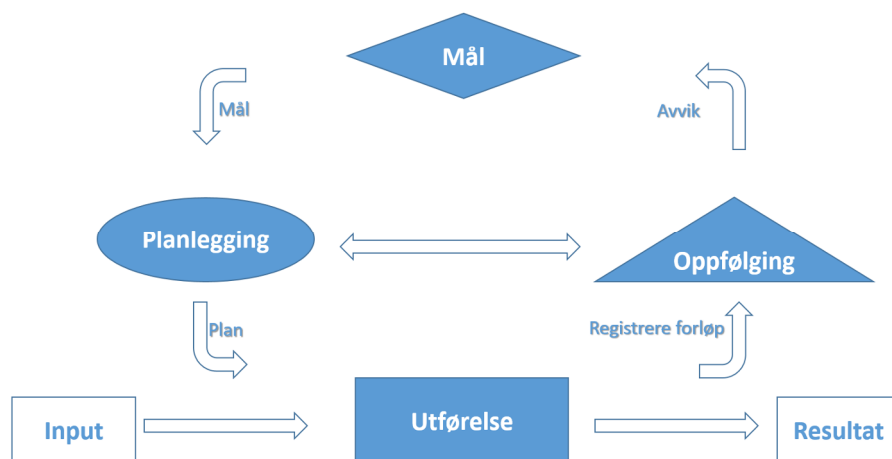 Mål
Mål
Avvik
Planlegging
Oppfølging
Plan
Registrere forløp
Input
Utførelse
Resultat